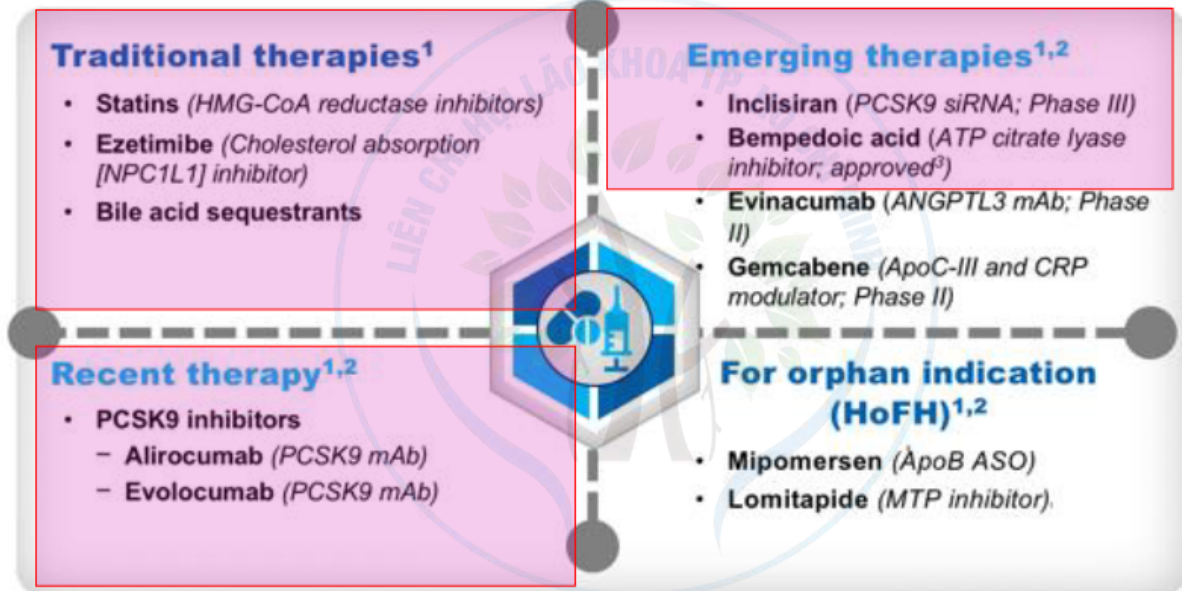 Traditional therapies¹
• Statins (HMG-CoA reductase inhibitors)
• Ezetimibe (Cholesterol absorption
[NPC1L1] inhibitor)
• Bile acid sequestrants
Emerging therapies¹,²
• Inclisiran (PCSK9 siRNA; Phase III)
• Bempedoic acid (ATP citrate lyase
inhibitor; approved³)
• Evinacumab (ANGPTL3 mAb; Phase
II)
• Gemcabene (ApoC-III and CRP
modulator; Phase II)
Recent therapy¹,²
• PCSK9 inhibitors
– Alirocumab (PCSK9 mAb)
– Evolocumab (PCSK9 mAb)
For orphan indication
(HoFH)¹,²
• Mipomersen (ApoB ASO)
• Lomitapide (MTP inhibitor).
LÃO KHOA TP.